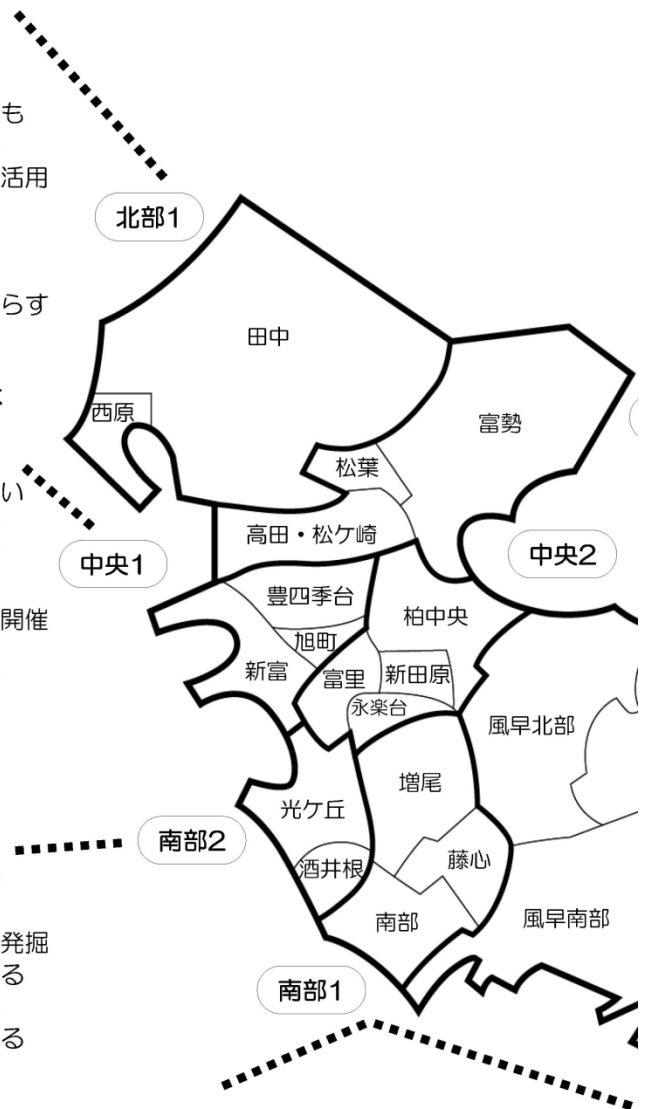 も
活用
北部1
らす
田中
西原
富勢
松葉
い
高田・松ケ崎
中央1
中央2
豊四季台
柏中央
開催
旭町
新富
富里
新田原
永楽台
風早北部
増尾
光ケ丘
南部2
藤心
酒井根
南部
風早南部
発掘
る
南部1
る